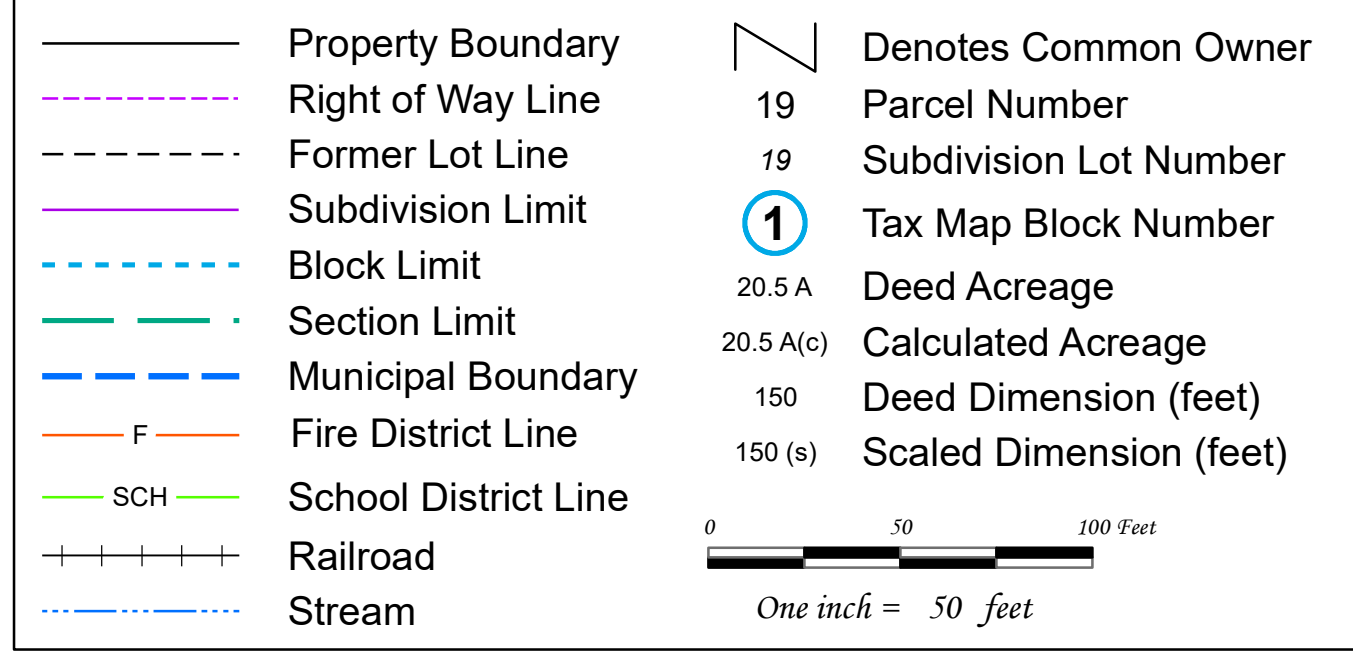 Property Boundary
Right of Way Line
Former Lot Line
Subdivision Limit
Block Limit
Section Limit
Municipal Boundary
F Fire District Line
SCH School District Line
Railroad
Stream
Denotes Common Owner
19 Parcel Number
19 Subdivision Lot Number
1 Tax Map Block Number
20.5 A Deed Acreage
20.5 A(c) Calculated Acreage
150 Deed Dimension (feet)
150 (s) Scaled Dimension (feet)
0 50 100 Feet
One inch = 50 feet